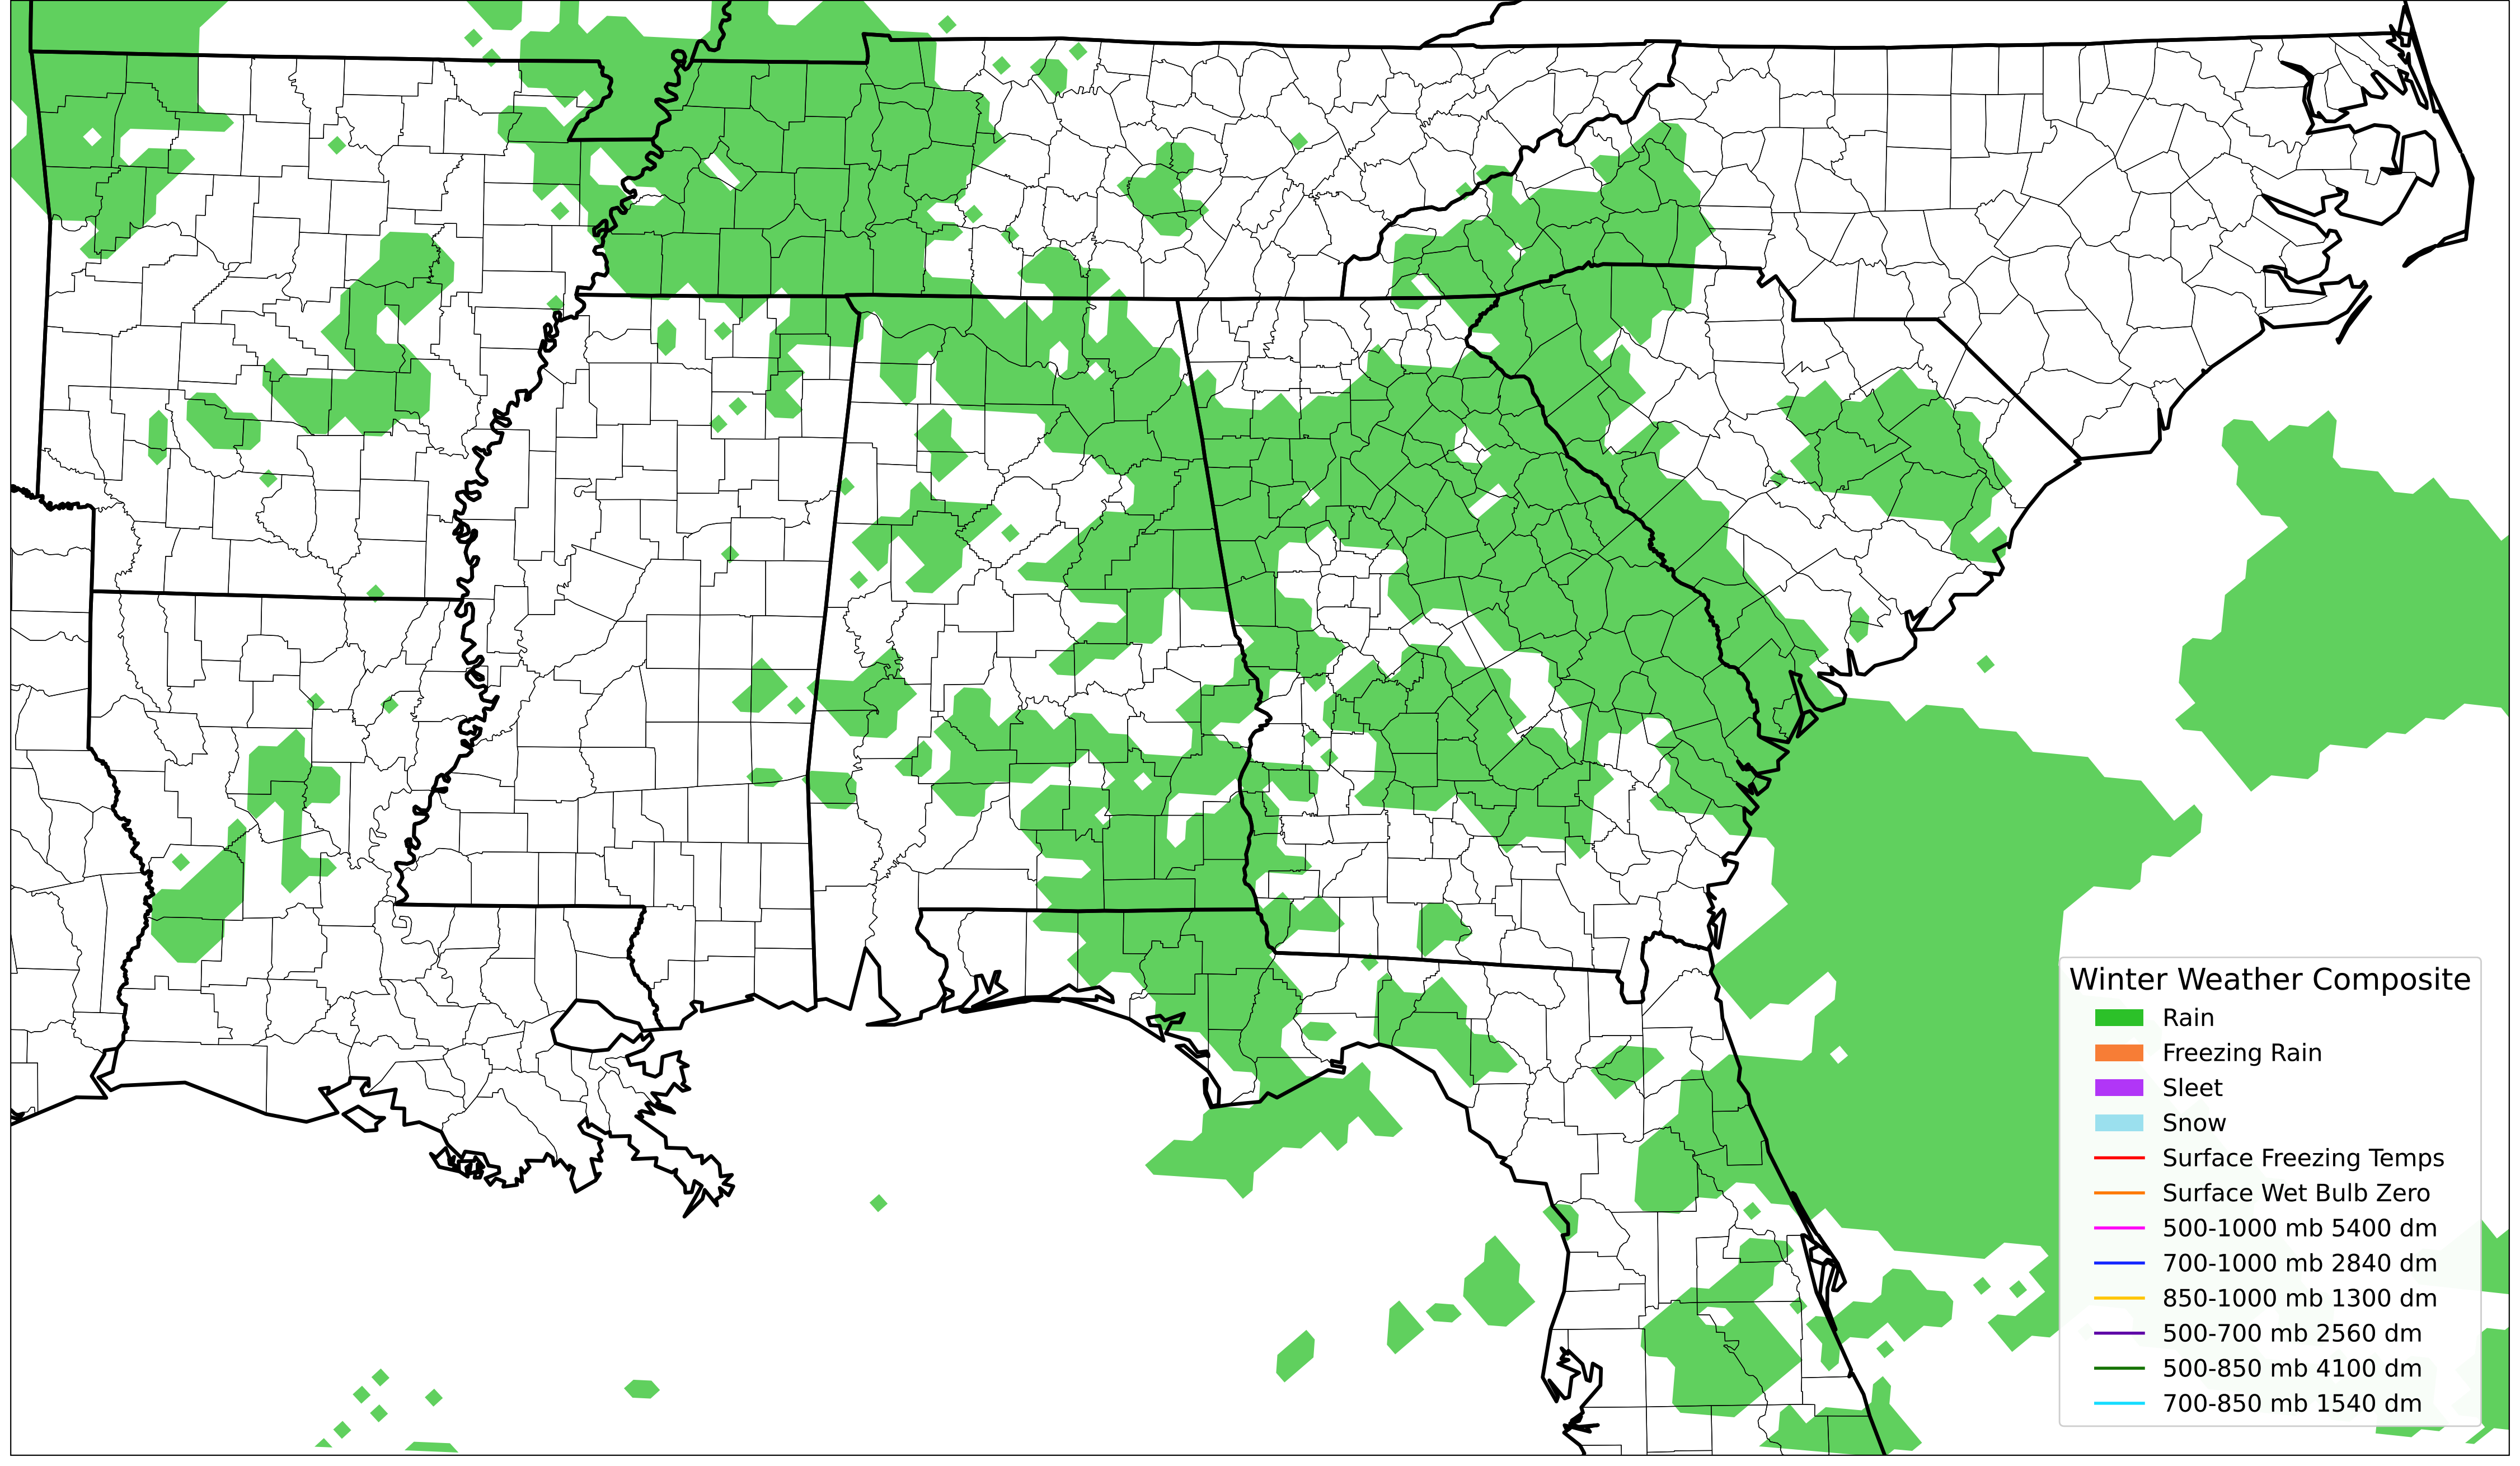 Winter Weather Composite
Rain
Freezing Rain
Sleet
Snow
Surface Freezing Temps
Surface Wet Bulb Zero
500-1000 mb 5400 dm
700-1000 mb 2840 dm
850-1000 mb 1300 dm
500-700 mb 2560 dm
500-850 mb 4100 dm
700-850 mb 1540 dm